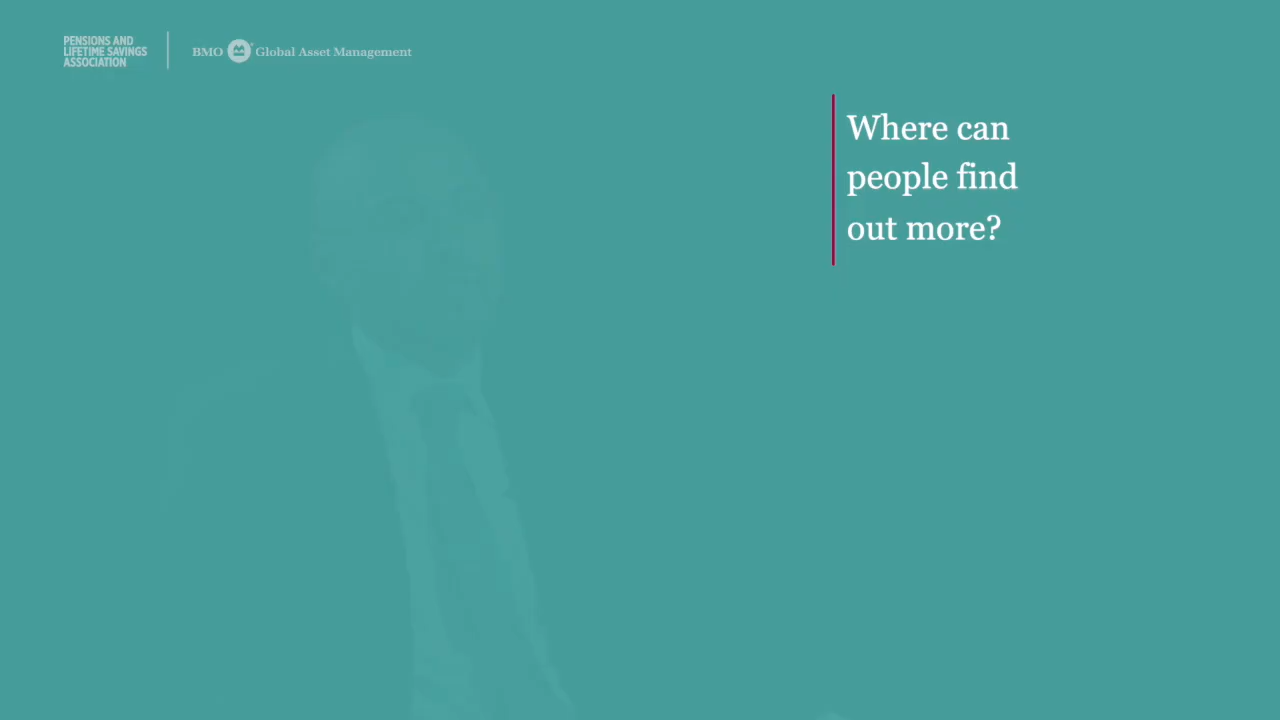 PENSIONS AND
LIFETIME SAVINGS
ASSOCIATION
BMO Global Asset Management
Where can
people find
out more?